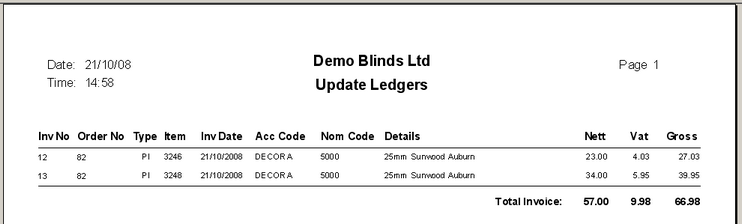 Demo Blinds Ltd
Date: 21/10/08 Page 1
Time: 14:58 Update Ledgers
Inv No Order No Type Item Inv Date Acc Code Nom Code Details Nett Vat Gross
12 82 PI 3246 21/10/2008 DECORA 5000 25mm Sunwood Auburn 23.00 4.03 27.03
13 82 PI 3248 21/10/2008 DECORA 5000 25mm Sunwood Auburn 34.00 5.95 39.95
Total Invoice: 57.00 9.98 66.98